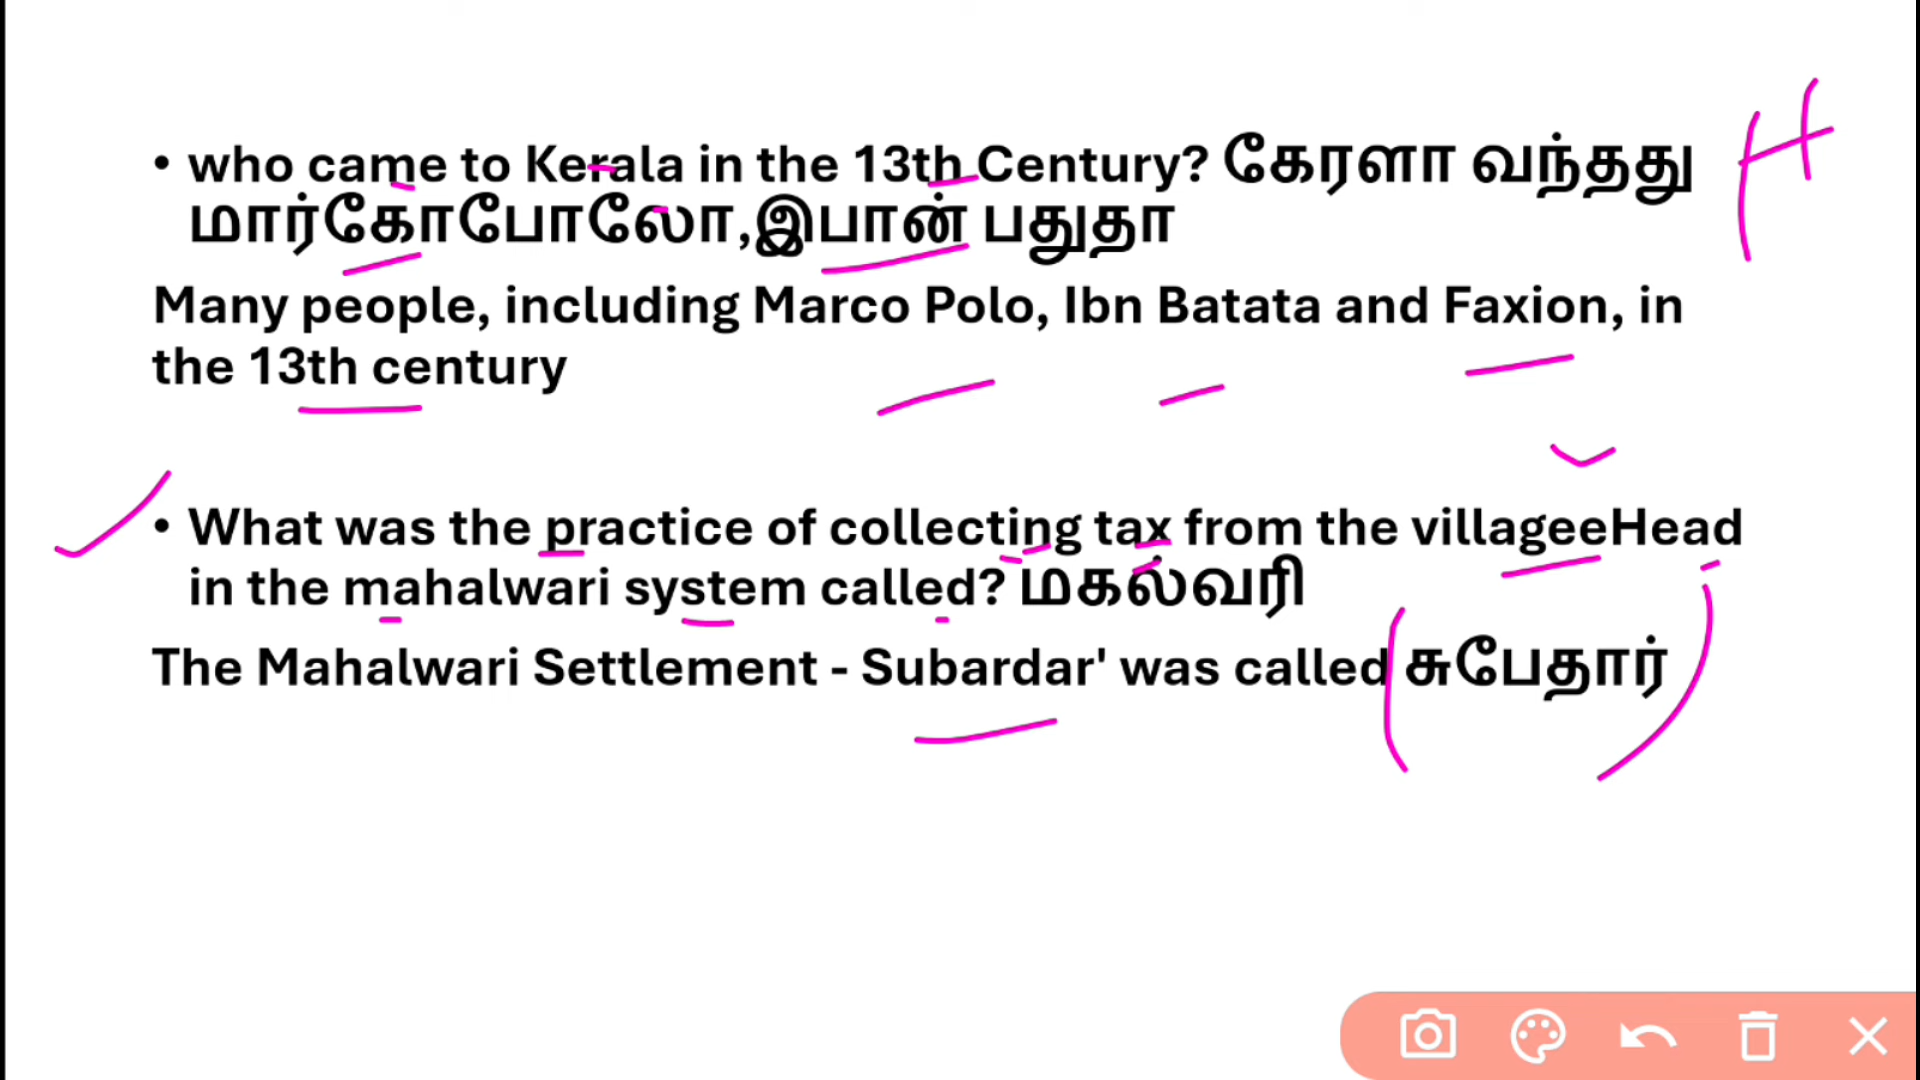 • who came to Kerala in the 13th Century? கேரளா வந்தது
மார்கோபோலோ,இபான் பதுதா
Many people, including Marco Polo, Ibn Batata and Faxion, in
the 13th century
• What was the practice of collecting tax from the villageeHead
in the mahalwari system called? மகல்வரி
The Mahalwari Settlement - Subardar' was called சுபேதார்